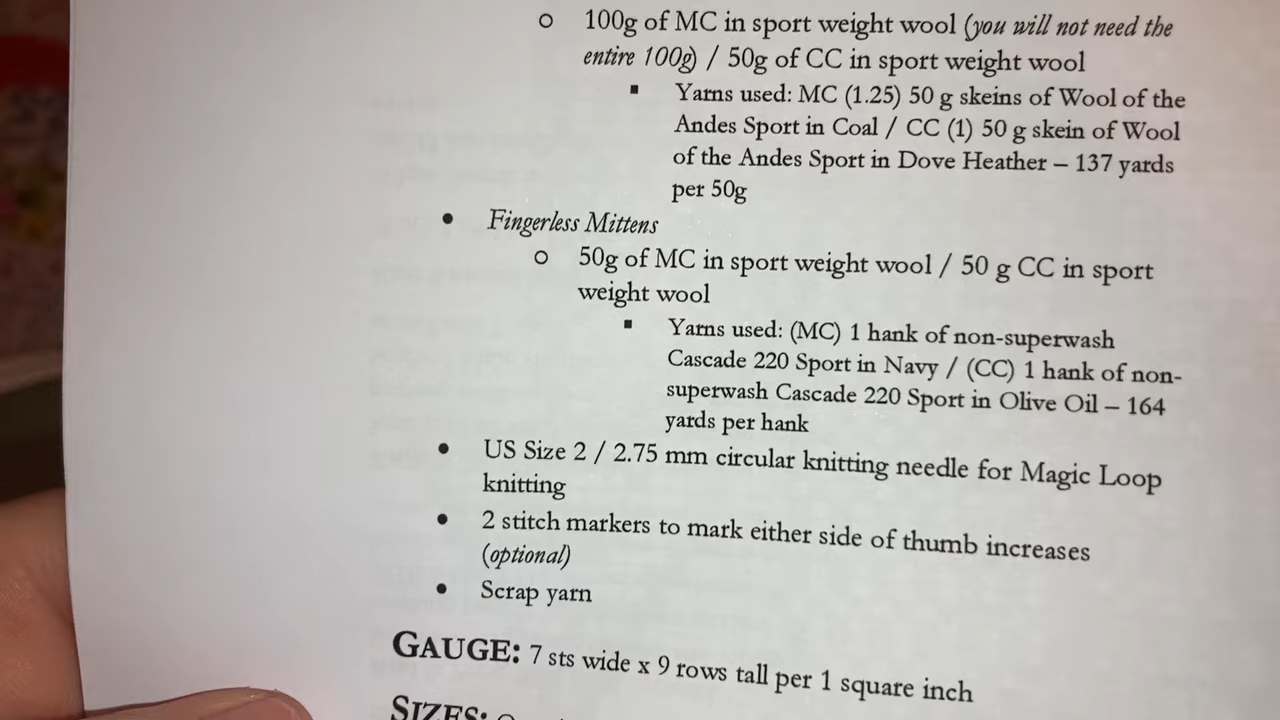 o 100g of MC in sport weight wool (you will not need the
entire 100g) / 50g of CC in sport weight wool
▪ Yarns used: MC (1.25) 50 g skeins of Wool of the
Andes Sport in Coal / CC (1) 50 g skein of Wool
of the Andes Sport in Dove Heather – 137 yards
per 50g
• Fingerless Mittens
o 50g of MC in sport weight wool / 50 g CC in sport
weight wool
▪ Yarns used: (MC) 1 hank of non-superwash
Cascade 220 Sport in Navy / (CC) 1 hank of non-
superwash Cascade 220 Sport in Olive Oil – 164
yards per hank
• US Size 2 / 2.75 mm circular knitting needle for Magic Loop
knitting
• 2 stitch markers to mark either side of thumb increases
(optional)
• Scrap yarn
GAUGE: 7 sts wide x 9 rows tall per 1 square inch
SIZES: